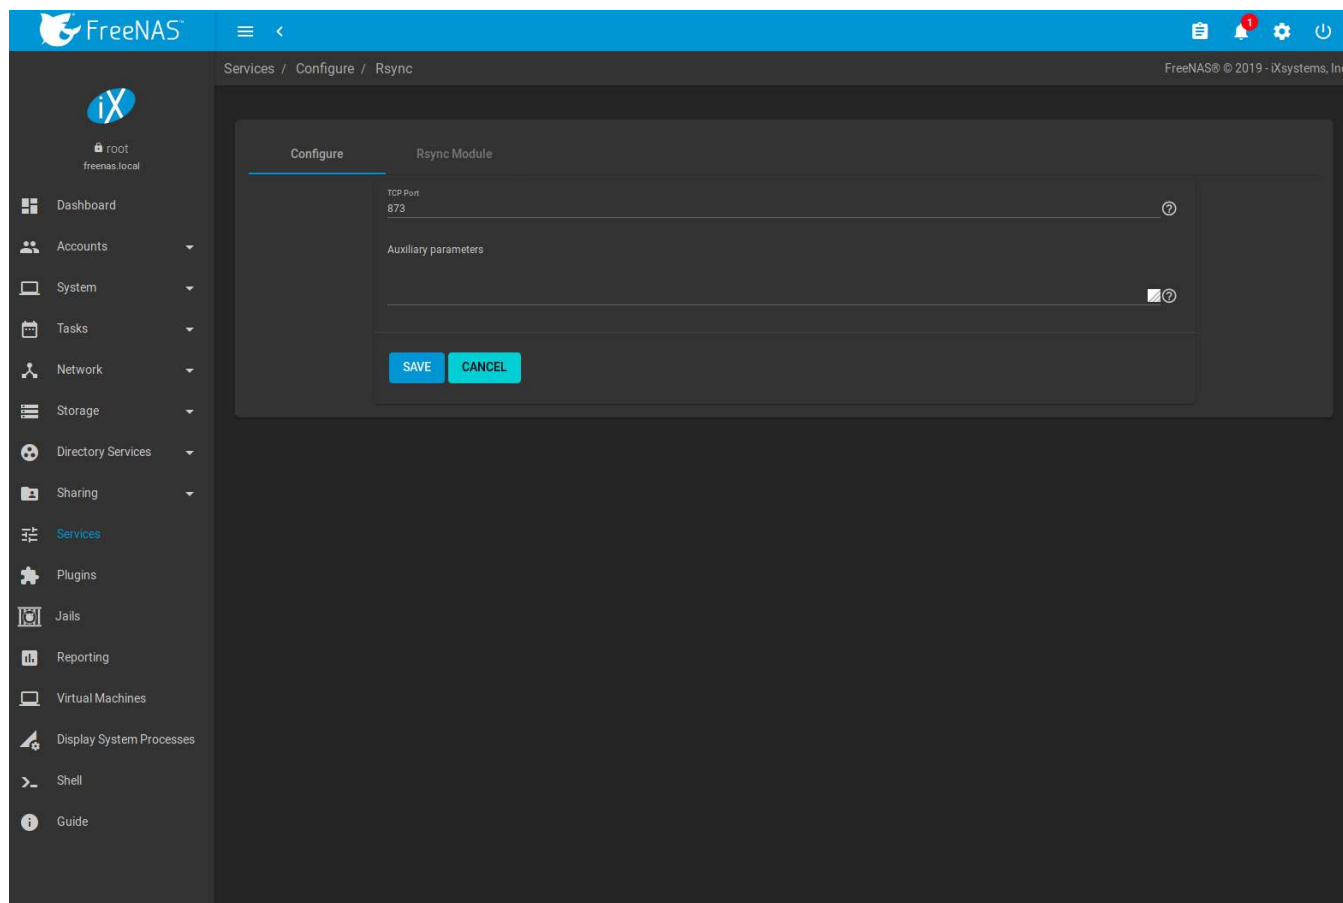 FreeNAS™
1
Services / Configure / Rsync
FreeNAS® © 2019 - iXsystems, Inc
iX
root
freenas.local
Configure
Rsync Module
TCP Port
873
Auxiliary parameters
SAVE
CANCEL
Dashboard
Accounts
System
Tasks
Network
Storage
Directory Services
Sharing
Services
Plugins
Jails
Reporting
Virtual Machines
Display System Processes
Shell
Guide